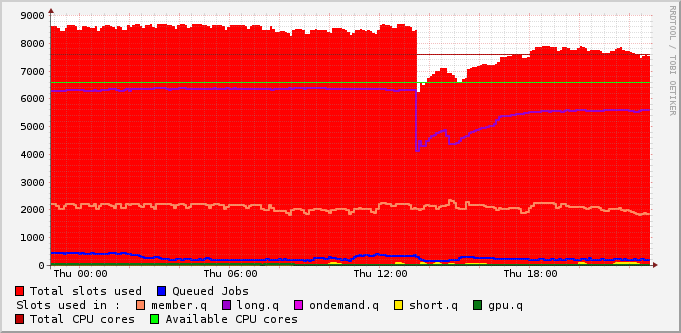 9000
8000
7000
6000
5000
4000
3000
2000
1000
0
Thu 00:00 Thu 06:00 Thu 12:00 Thu 18:00
RRDTOOL / TOBI OETIKER
Total slots used Queued Jobs
Slots used in : member.q long.q ondemand.q short.q gpu.q
Total CPU cores Available CPU cores